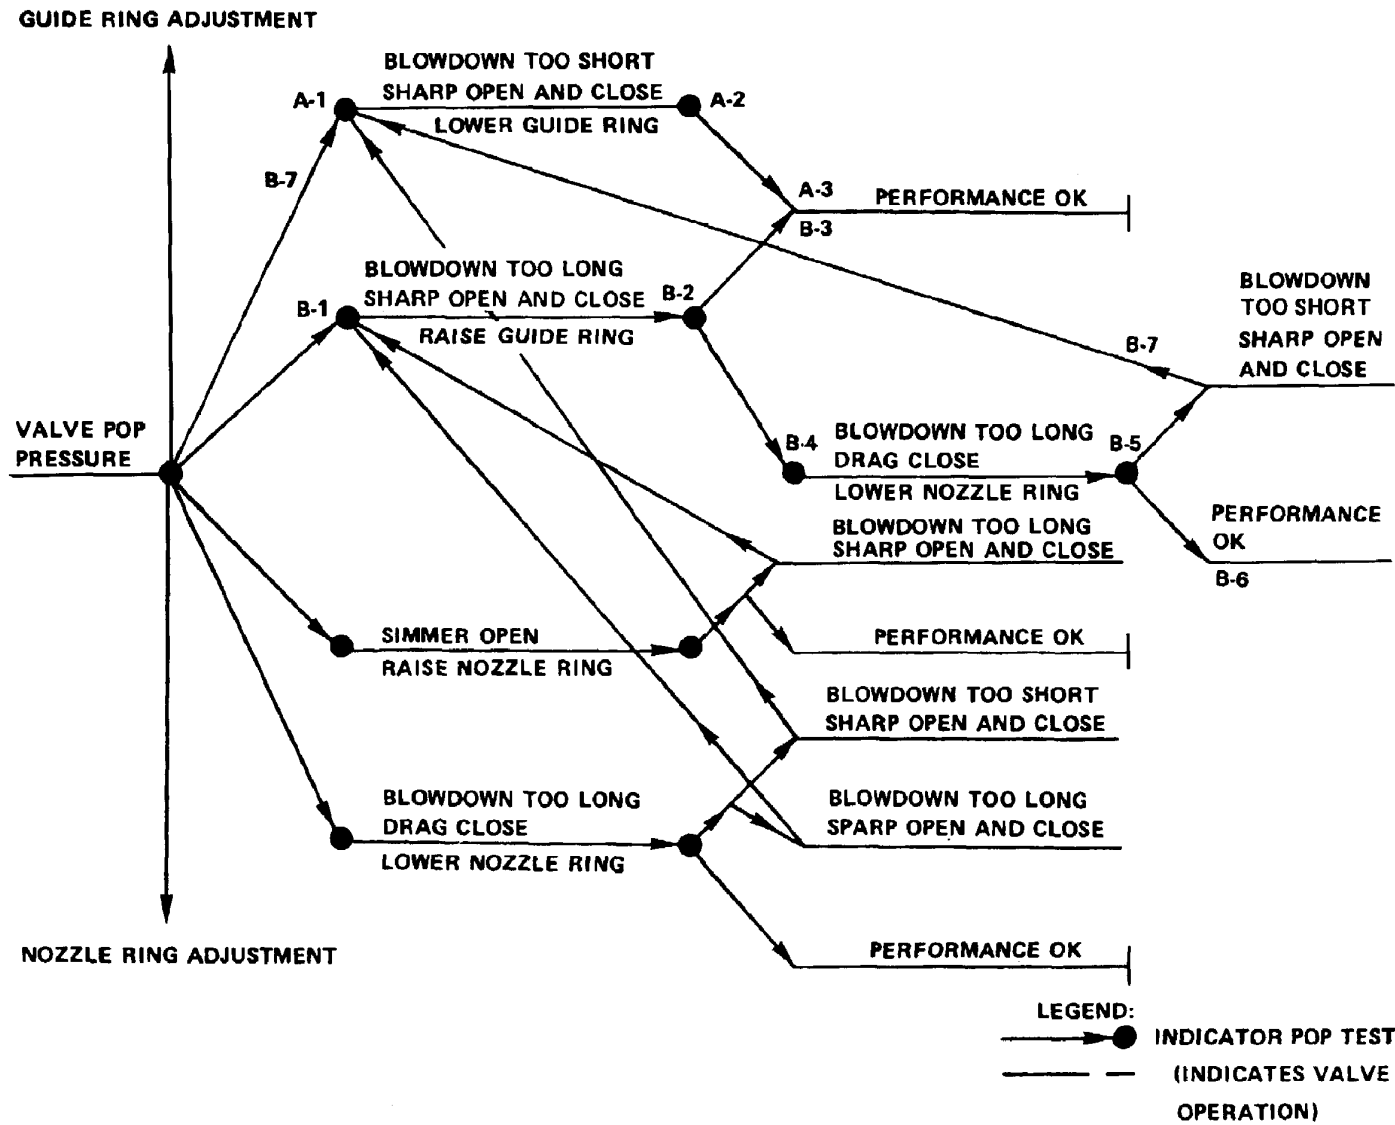 GUIDE RING ADJUSTMENT
BLOWDOWN TOO SHORT
A-1
SHARP OPEN AND CLOSE
A-2
LOWER GUIDE RING
B-7
A-3
PERFORMANCE OK
B-3
BLOWDOWN TOO LONG
SHARP OPEN AND CLOSE
B-2
B-1
RAISE GUIDE RING
BLOWDOWN
TOO SHORT
SHARP OPEN
AND CLOSE
B-7
VALVE POP
PRESSURE
B-4
BLOWDOWN TOO LONG
DRAG CLOSE
B-5
LOWER NOZZLE RING
PERFORMANCE
OK
B-6
BLOWDOWN TOO LONG
SHARP OPEN AND CLOSE
SIMMER OPEN
RAISE NOZZLE RING
PERFORMANCE OK
BLOWDOWN TOO SHORT
SHARP OPEN AND CLOSE
BLOWDOWN TOO LONG
DRAG CLOSE
LOWER NOZZLE RING
BLOWDOWN TOO LONG
SPARP OPEN AND CLOSE
PERFORMANCE OK
NOZZLE RING ADJUSTMENT
LEGEND:
INDICATOR POP TEST
(INDICATES VALVE
OPERATION)